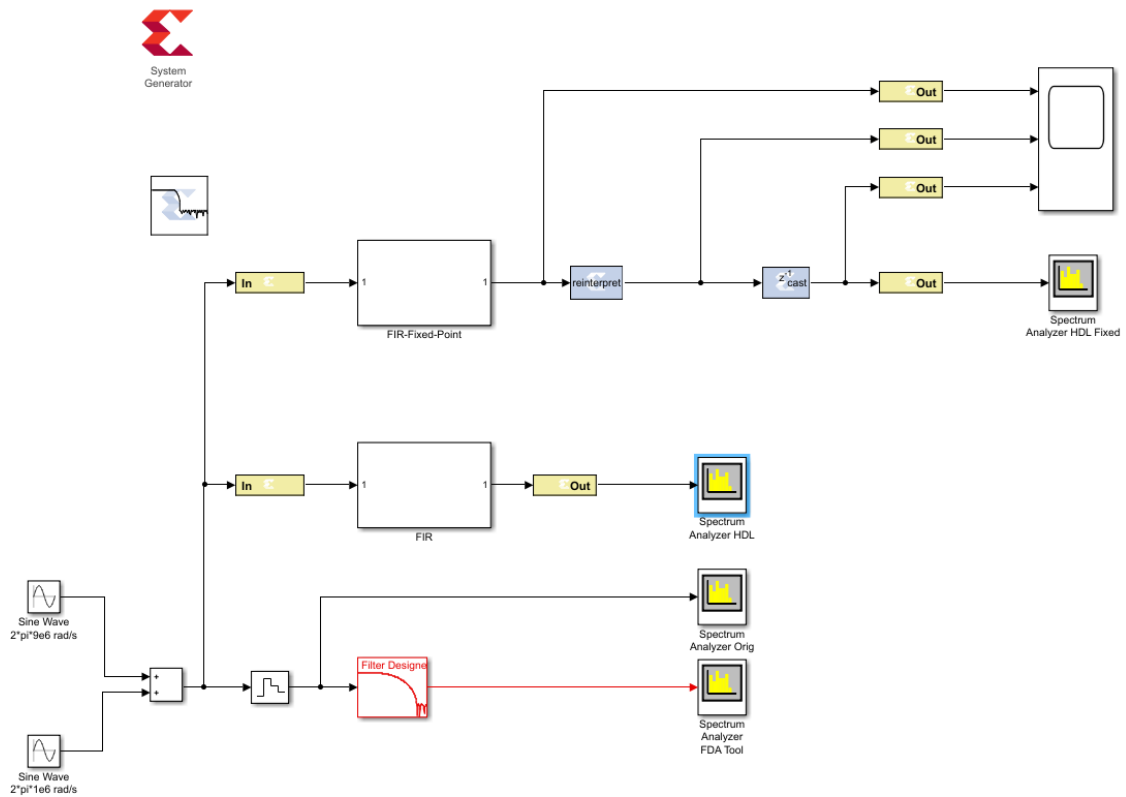 System
Generator
Out
Out
Out
In
1
1
FIR-Fixed-Point
reinterpret
z-1
cast
Out
Spectrum
Analyzer HDL Fixed
In
1
1
FIR
Out
Spectrum
Analyzer HDL
Sine Wave
2*pi*9e6 rad/s
+
+
Spectrum
Analyzer Orig
Filter Designe
Spectrum
Analyzer
FDA Tool
Sine Wave
2*pi*1e6 rad/s